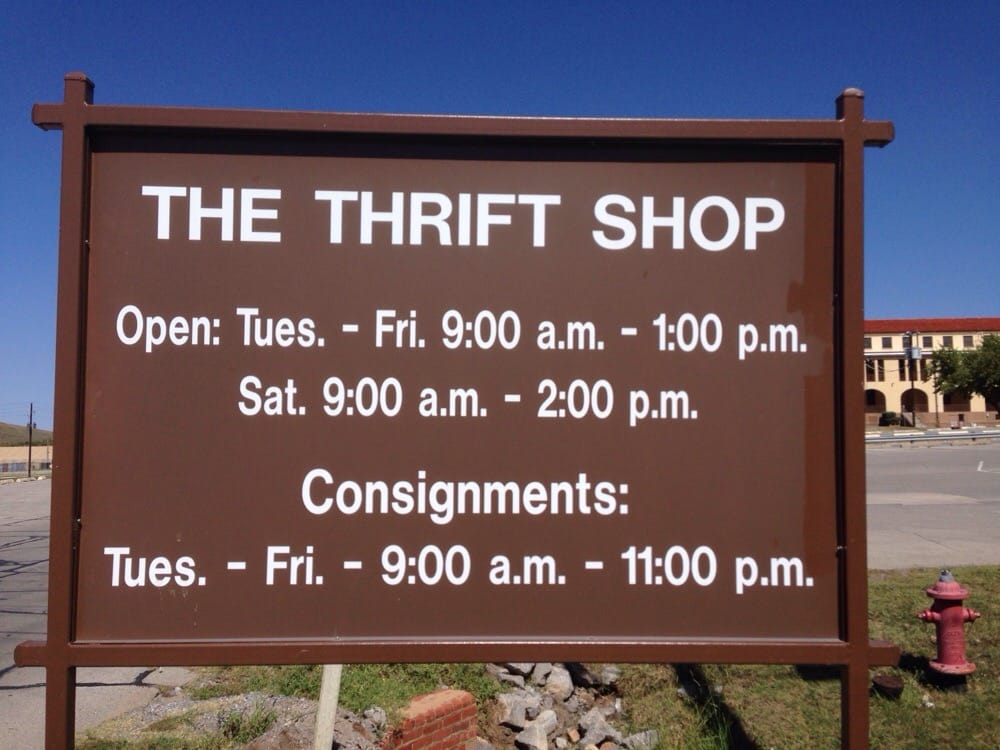 THE THRIFT SHOP
Open: Tues. - Fri. 9:00 a.m. - 1:00 p.m.
Sat. 9:00 a.m. - 2:00 p.m.
Consignments:
Tues. - Fri. - 9:00 a.m. - 11:00 p.m.